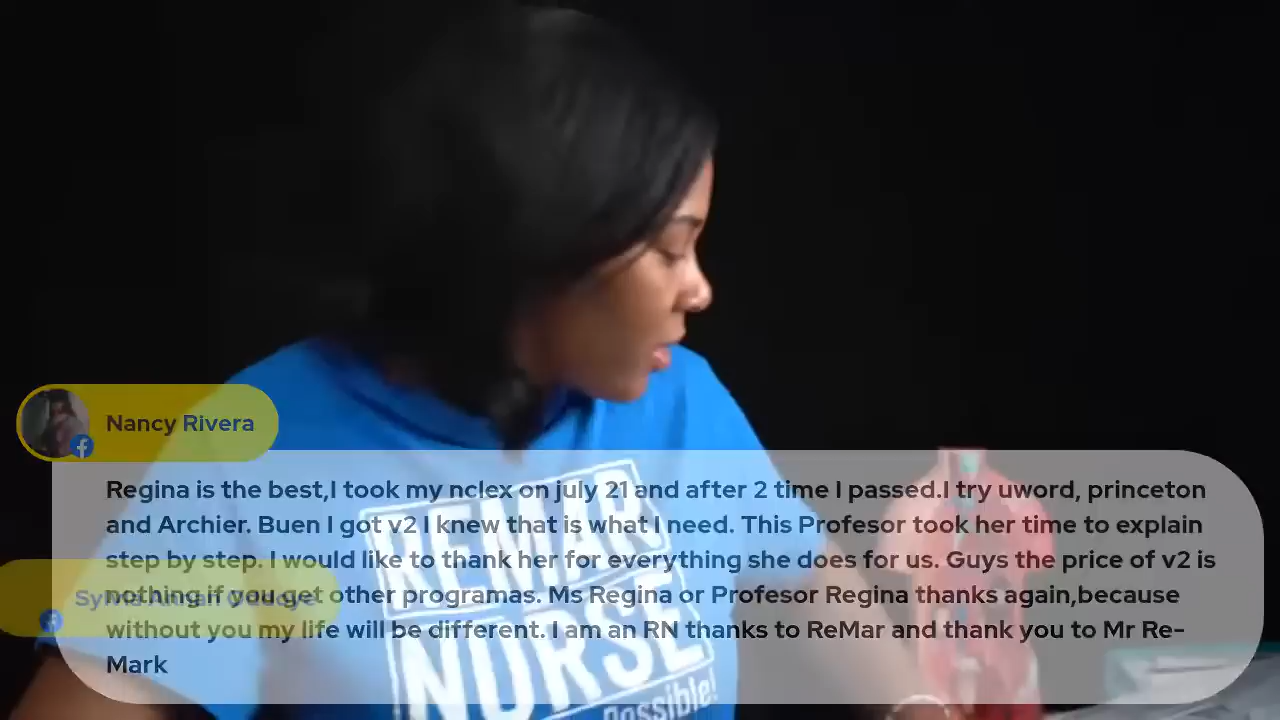 Nancy Rivera
Regina is the best,I took my nclex on july 21 and after 2 time I passed.I try uword, princeton
and Archier. Buen I got v2 I knew that is what I need. This Profesor took her time to explain
step by step. I would like to thank her for everything she does for us. Guys the price of v2 is
nothing if you get other programas. Ms Regina or Profesor Regina thanks again,because
without you my life will be different. I am an RN thanks to ReMar and thank you to Mr Re-
Mark
REMAR
NURSE
possible!